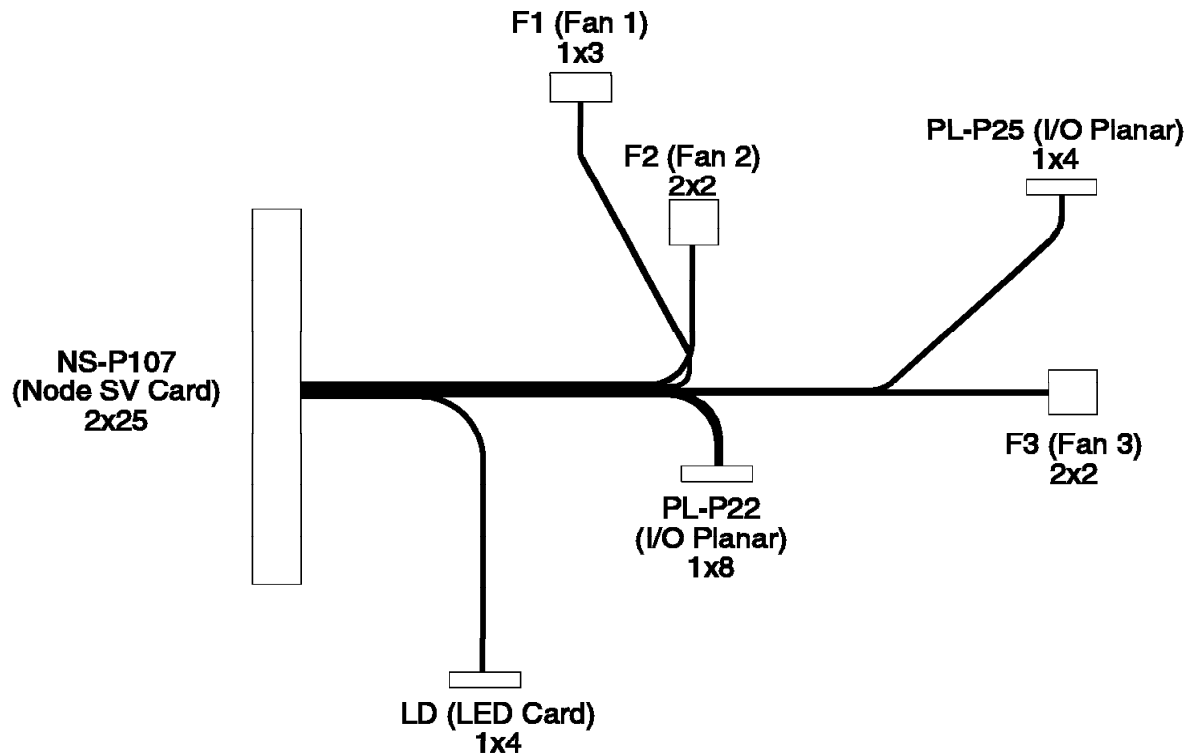 F1 (Fan 1)
1x3
F2 (Fan 2)
2x2
PL-P25 (I/O Planar)
1x4
NS-P107
(Node SV Card)
2x25
F3 (Fan 3)
2x2
PL-P22
(I/O Planar)
1x8
LD (LED Card)
1x4